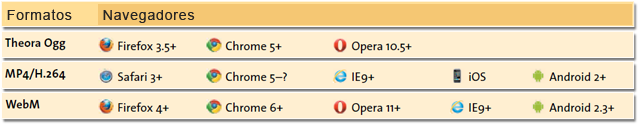 Formatos Navegadores
Theora Ogg Firefox 3.5+ Chrome 5+ Opera 10.5+
MP4/H.264 Safari 3+ Chrome 5–? IE9+ iOS Android 2+
WebM Firefox 4+ Chrome 6+ Opera 11+ IE9+ Android 2.3+